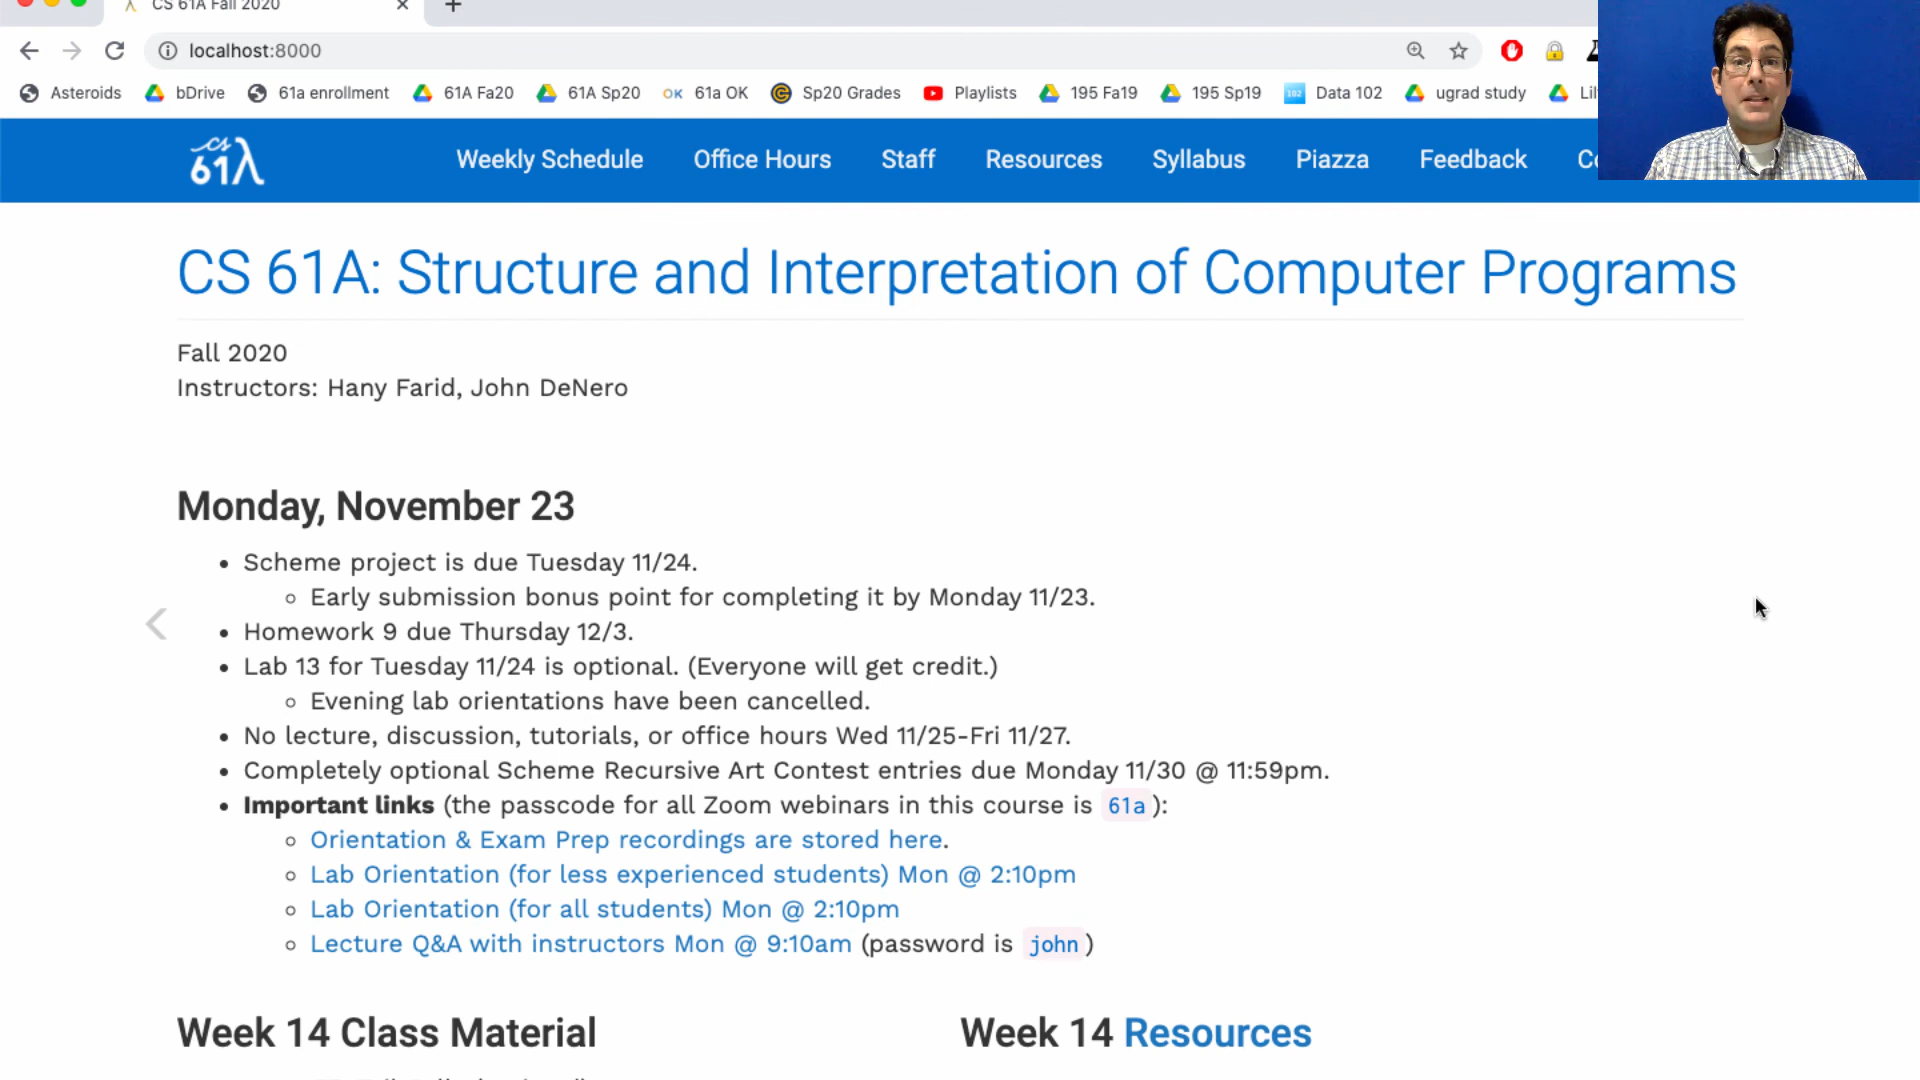 CS 61A Fall 2020
localhost:8000
Asteroids bDrive 61a enrollment 61A Fa20 61A Sp20 OK 61a OK Sp20 Grades Playlists 195 Fa19 195 Sp19 102 Data 102 ugrad study
CS 61λ Weekly Schedule Office Hours Staff Resources Syllabus Piazza Feedback
CS 61A: Structure and Interpretation of Computer Programs
Fall 2020
Instructors: Hany Farid, John DeNero
Monday, November 23
Scheme project is due Tuesday 11/24.
Early submission bonus point for completing it by Monday 11/23.
Homework 9 due Thursday 12/3.
Lab 13 for Tuesday 11/24 is optional. (Everyone will get credit.)
Evening lab orientations have been cancelled.
No lecture, discussion, tutorials, or office hours Wed 11/25-Fri 11/27.
Completely optional Scheme Recursive Art Contest entries due Monday 11/30 @ 11:59pm.
Important links (the passcode for all Zoom webinars in this course is 61a):
Orientation & Exam Prep recordings are stored here.
Lab Orientation (for less experienced students) Mon @ 2:10pm
Lab Orientation (for all students) Mon @ 2:10pm
Lecture Q&A with instructors Mon @ 9:10am (password is john)
Week 14 Class Material
Week 14 Resources